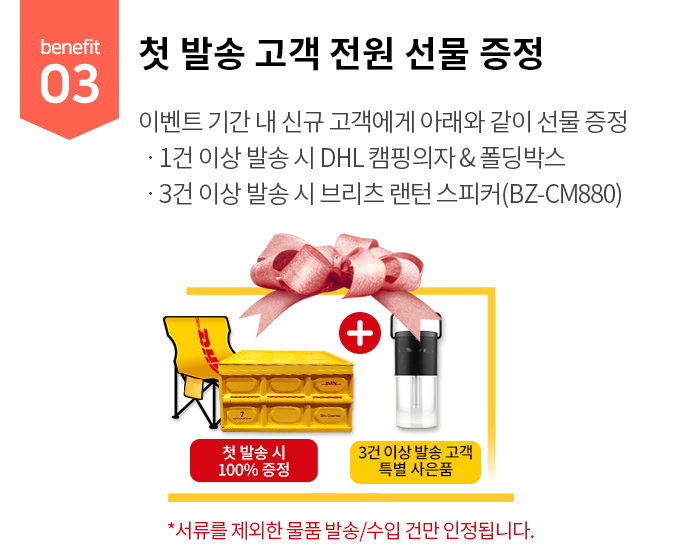 benefit
03
첫 발송 고객 전원 선물 증정
이벤트 기간 내 신규 고객에게 아래와 같이 선물 증정
· 1건 이상 발송 시 DHL 캠핑의자 & 폴딩박스
· 3건 이상 발송 시 브리츠 랜턴 스피커(BZ-CM880)
DHL
DHL
7
첫 발송 시
100% 증정
3건 이상 발송 고객
특별 사은품
*서류를 제외한 물품 발송/수입 건만 인정됩니다.